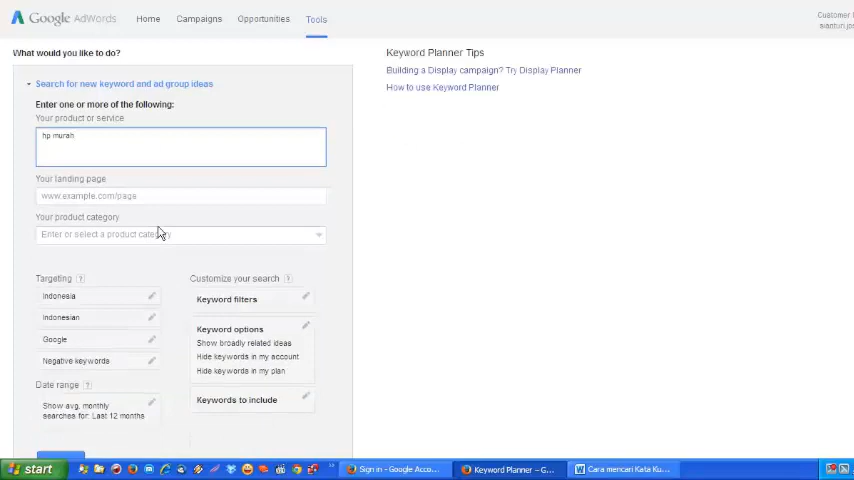 Google AdWords Home Campaigns Opportunities Tools
Customer
sianturi.jo
What would you like to do?
Keyword Planner Tips
Building a Display campaign? Try Display Planner
How to use Keyword Planner
Search for new keyword and ad group ideas
Enter one or more of the following:
Your product or service
hp murah
Your landing page
www.example.com/page
Your product category
Enter or select a product category
Targeting ?
Indonesia
Indonesian
Google
Negative keywords
Date range ?
Show avg. monthly
searches for: Last 12 months
Customize your search ?
Keyword filters
Keyword options
Show broadly related ideas
Hide keywords in my account
Hide keywords in my plan
Keywords to include
start Sign in - Google Acco... Keyword Planner – G... Cara mencari Kata Ku...